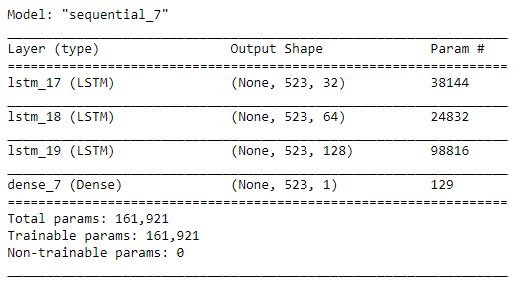 Model: "sequential_7"
Layer (type) Output Shape Param #
lstm_17 (LSTM) (None, 523, 32) 38144
lstm_18 (LSTM) (None, 523, 64) 24832
lstm_19 (LSTM) (None, 523, 128) 98816
dense_7 (Dense) (None, 523, 1) 129
Total params: 161,921
Trainable params: 161,921
Non-trainable params: 0